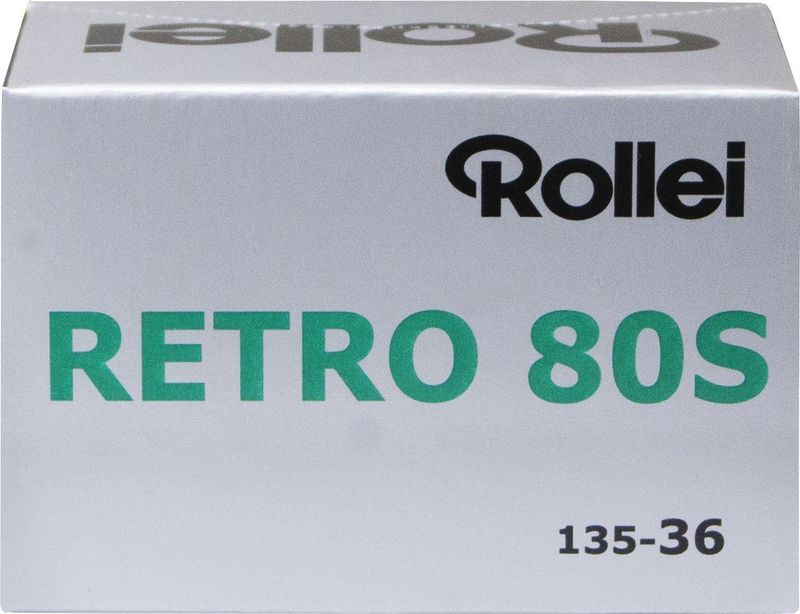 Rollei
Rollei
RETRO 80S
135-36